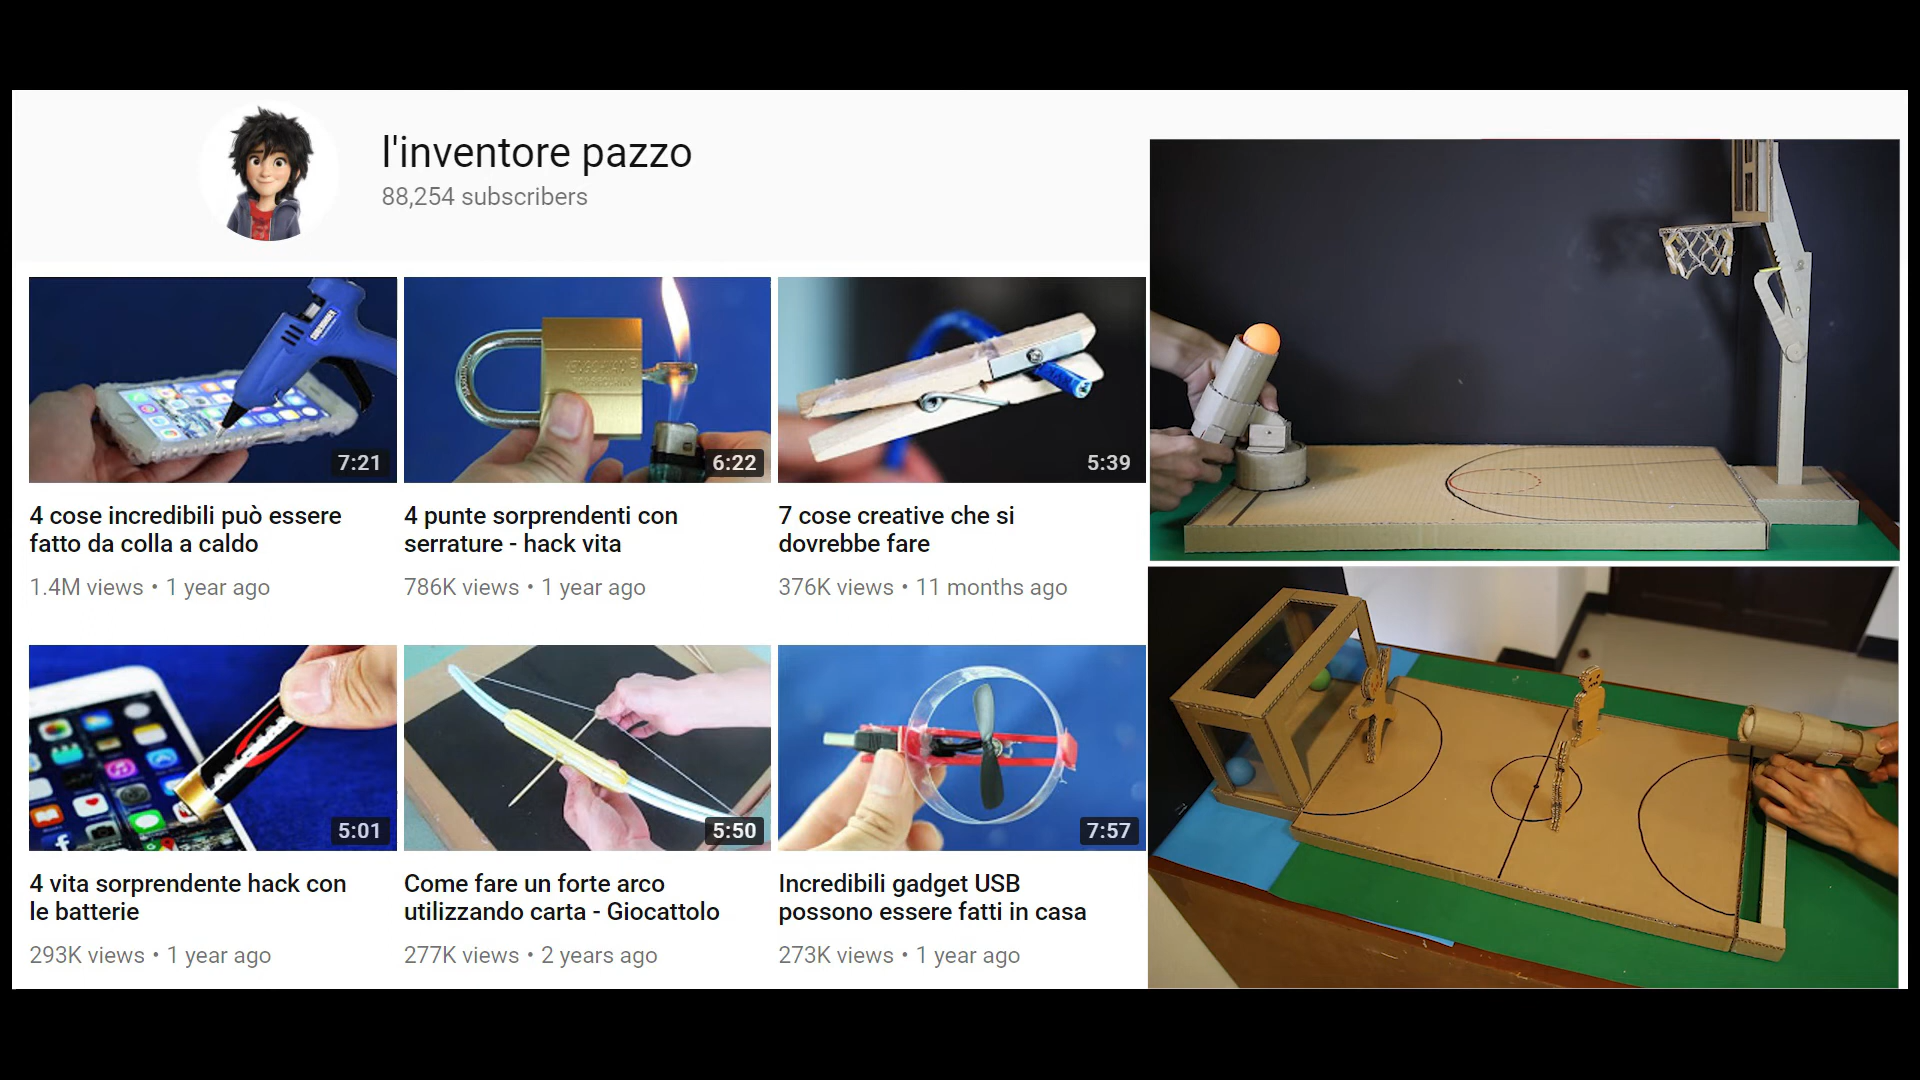 l'inventore pazzo
88,254 subscribers
7:21
6:22
5:39
4 cose incredibili può essere
fatto da colla a caldo
1.4M views • 1 year ago
4 punte sorprendenti con
serrature - hack vita
786K views • 1 year ago
7 cose creative che si
dovrebbe fare
376K views • 11 months ago
5:01
5:50
7:57
4 vita sorprendente hack con
le batterie
293K views • 1 year ago
Come fare un forte arco
utilizzando carta - Giocattolo
277K views • 2 years ago
Incredibili gadget USB
possono essere fatti in casa
273K views • 1 year ago